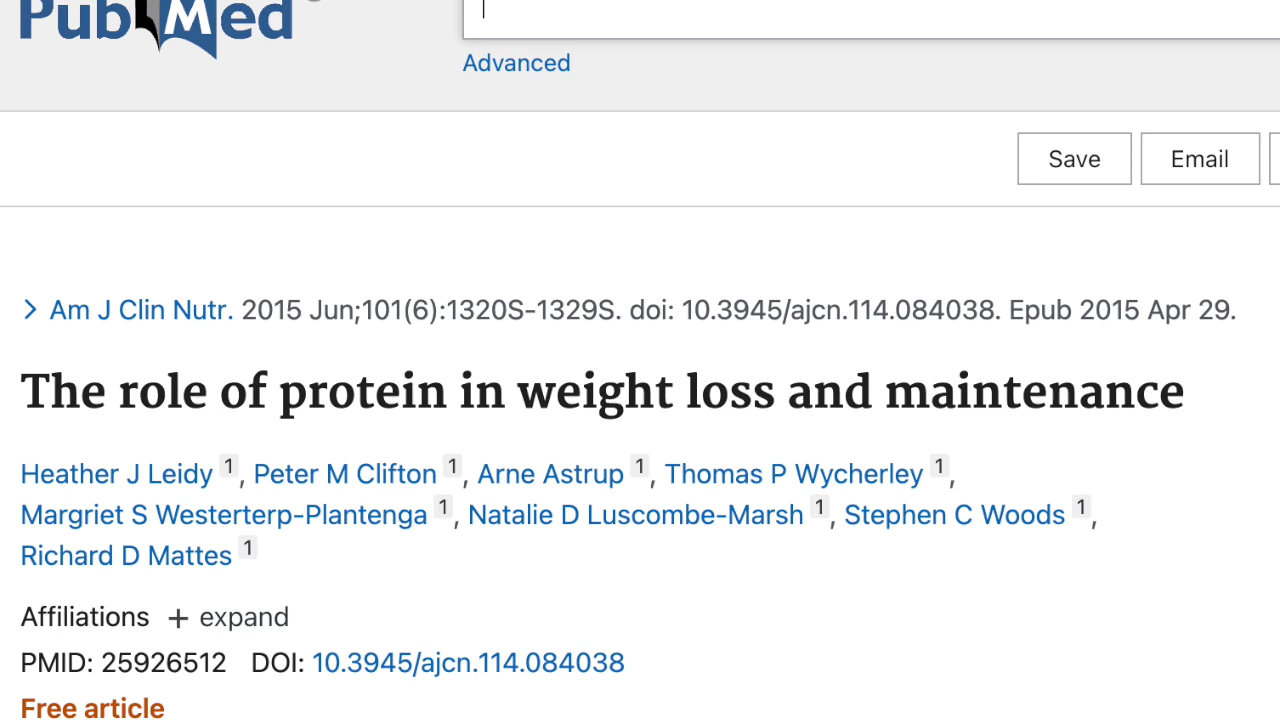 PubMed
Advanced
Save Email
Am J Clin Nutr. 2015 Jun;101(6):1320S-1329S. doi: 10.3945/ajcn.114.084038. Epub 2015 Apr 29.
The role of protein in weight loss and maintenance
Heather J Leidy 1, Peter M Clifton 1, Arne Astrup 1, Thomas P Wycherley 1,
Margriet S Westerterp-Plantenga 1, Natalie D Luscombe-Marsh 1, Stephen C Woods 1,
Richard D Mattes 1
Affiliations + expand
PMID: 25926512 DOI: 10.3945/ajcn.114.084038
Free article